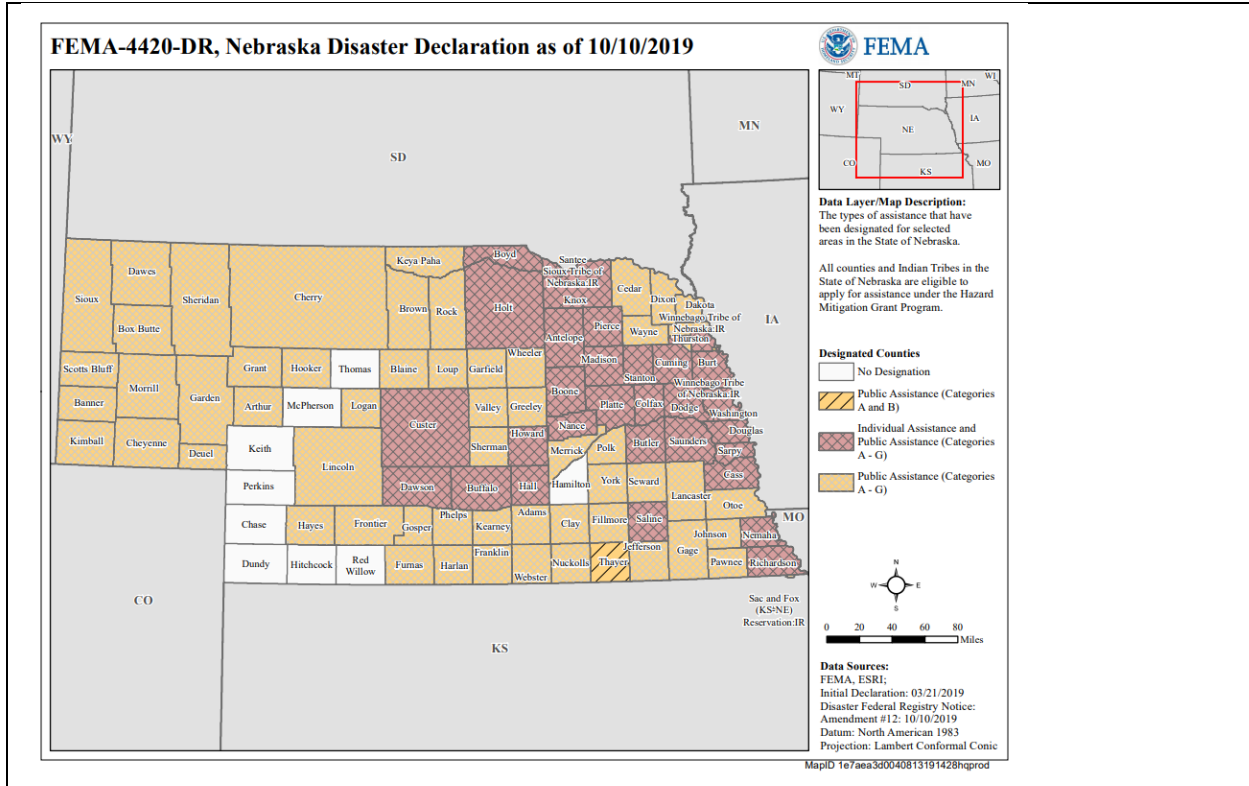 FEMA-4420-DR, Nebraska Disaster Declaration as of 10/10/2019
FEMA
MT
SD
MN
WI
WY
NE
IA
CO
KS
MO
WY
SD
MN
IA
MO
CO
KS
Sioux
Dawes
Box Butte
Sheridan
Cherry
Keya Paha
Brown
Rock
Boyd
Holt
Santee
Sioux Tribe of
Nebraska:IR
Knox
Cedar
Dixon
Dakota
Winnebago Tribe of
Nebraska:IR
Thurston
Wayne
Pierce
Antelope
Scotts Bluff
Banner
Kimball
Morrill
Cheyenne
Garden
Deuel
Grant
Hooker
Thomas
Blaine
Loup
Garfield
Wheeler
Madison
Stanton
Cuming
Burt
Winnebago Tribe
of Nebraska:IR
Arthur
McPherson
Logan
Custer
Valley
Greeley
Boone
Platte
Colfax
Dodge
Washington
Nance
Howard
Sherman
Merrick
Polk
Butler
Saunders
Douglas
Sarpy
Cass
Keith
Lincoln
Perkins
Dawson
Buffalo
Hall
Hamilton
York
Seward
Lancaster
Otoe
Chase
Hayes
Frontier
Gosper
Phelps
Kearney
Adams
Clay
Fillmore
Saline
Johnson
Nemaha
Dundy
Hitchcock
Red
Willow
Furnas
Harlan
Franklin
Webster
Nuckolls
Thayer
Jefferson
Gage
Pawnee
Richardson
Sac and Fox
(KS-NE)
Reservation:IR
Data Layer/Map Description:
The types of assistance that have
been designated for selected
areas in the State of Nebraska.
All counties and Indian Tribes in the
State of Nebraska are eligible to
apply for assistance under the Hazard
Mitigation Grant Program.
Designated Counties
No Designation
Public Assistance (Categories
A and B)
Individual Assistance and
Public Assistance (Categories
A - G)
Public Assistance (Categories
A - G)
N
W
E
S
0 20 40 60 80
Miles
Data Sources:
FEMA, ESRI;
Initial Declaration: 03/21/2019
Disaster Federal Registry Notice:
Amendment #12: 10/10/2019
Datum: North American 1983
Projection: Lambert Conformal Conic
MapID 1e7aea3d0040813191428hqprod